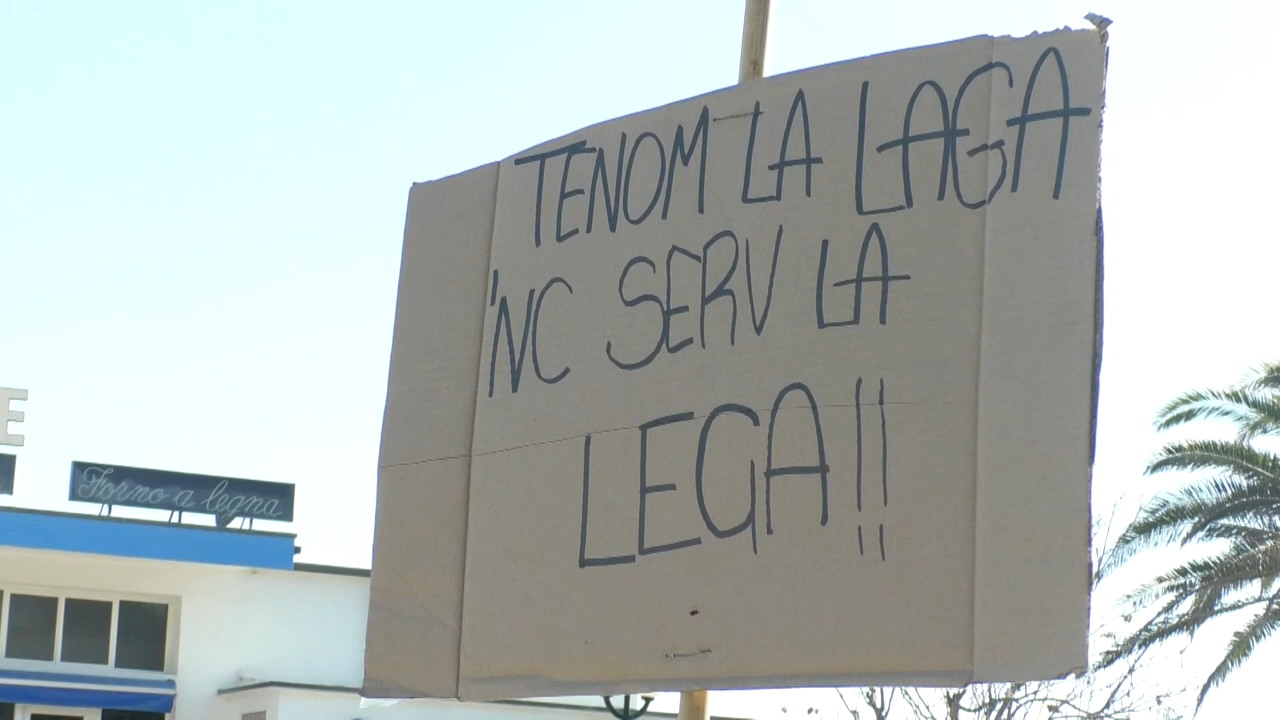 TENOM LA LAGA
'NC SERV LA
LEGA!!
Forno a legna
E